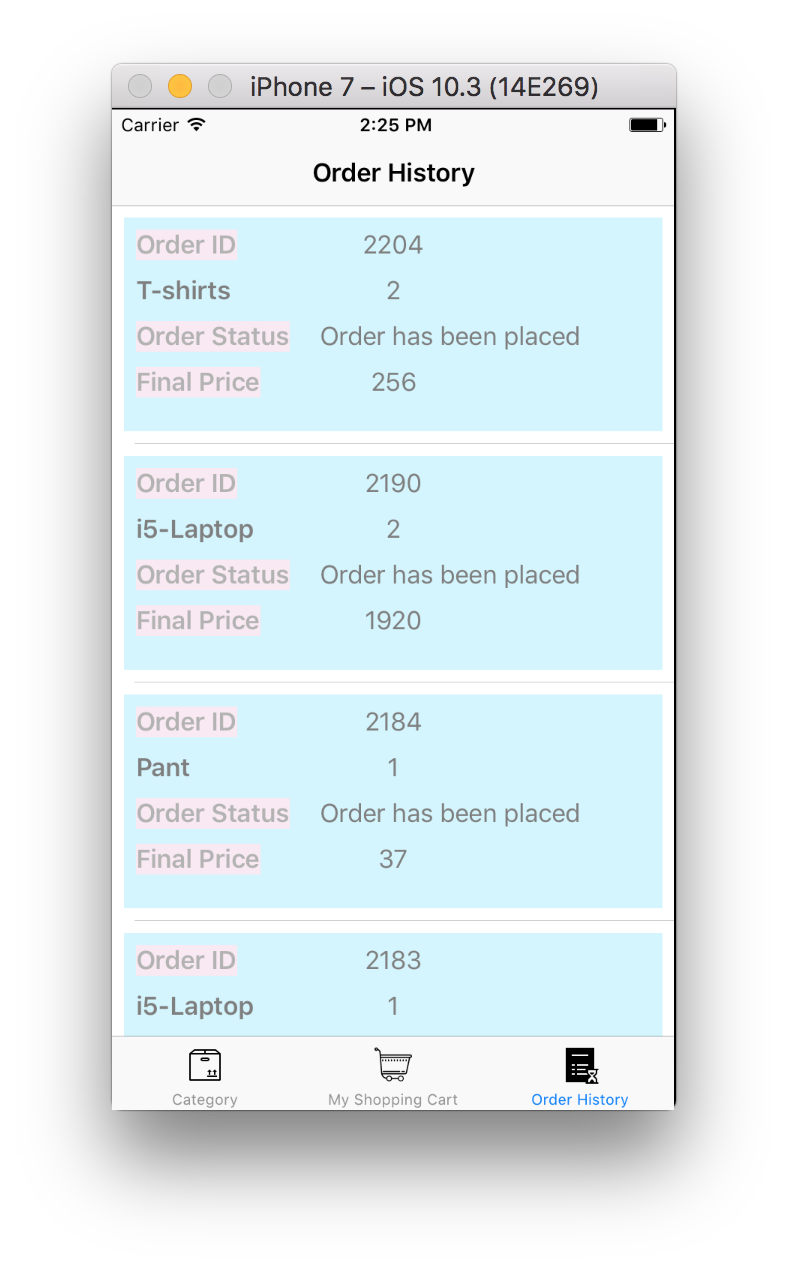 iPhone 7 – iOS 10.3 (14E269)
Carrier 2:25 PM
Order History
Order ID 2204
T-shirts 2
Order Status Order has been placed
Final Price 256
Order ID 2190
i5-Laptop 2
Order Status Order has been placed
Final Price 1920
Order ID 2184
Pant 1
Order Status Order has been placed
Final Price 37
Order ID 2183
i5-Laptop 1
Category My Shopping Cart Order History